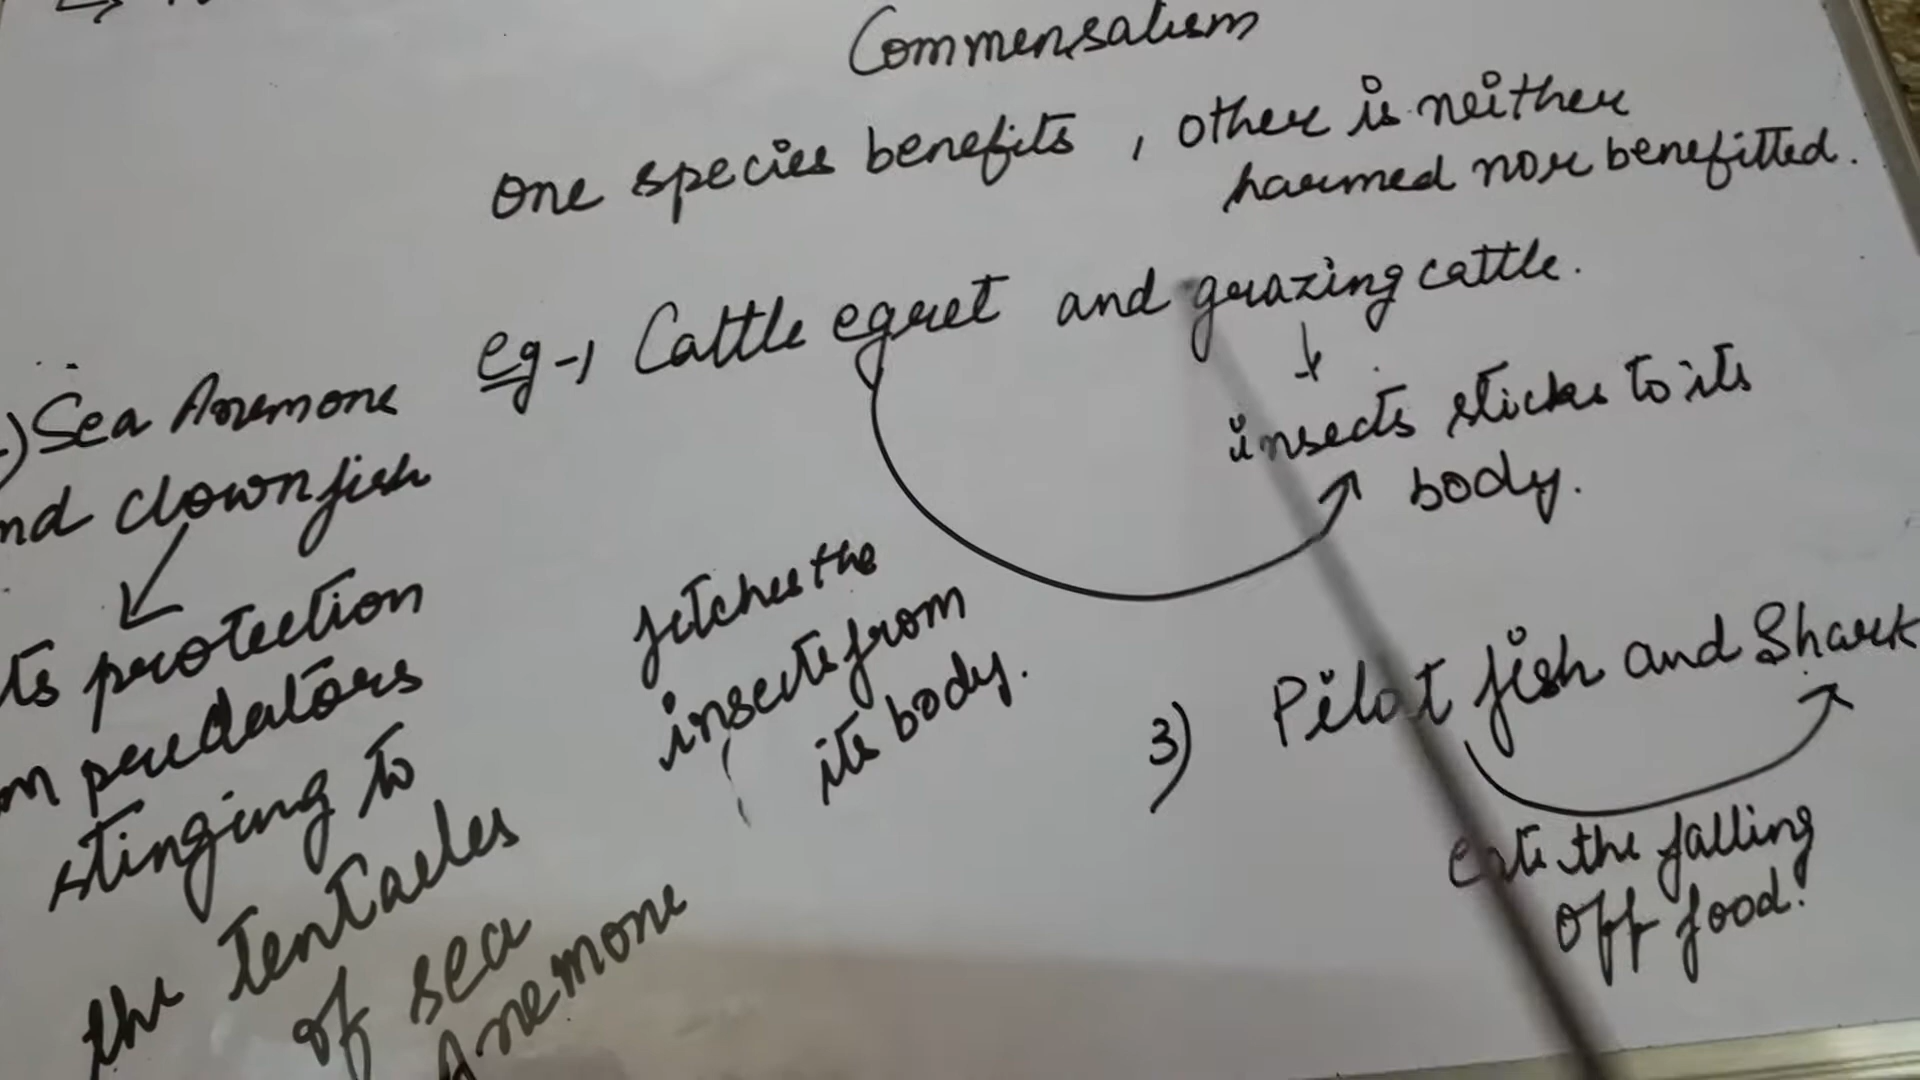 Commensalism
One species benefits, other is neither
harmed nor benefitted.
eg-1 Cattle egret and grazing cattle.
insects sticks to its
body.
fetches the
insects from
its body.
) Sea Anemone
nd clownfish
ts protection
m predators
stinging to
the tentacles
of sea
Anemone
3) Pilot fish and Shark
eats the falling
off food.